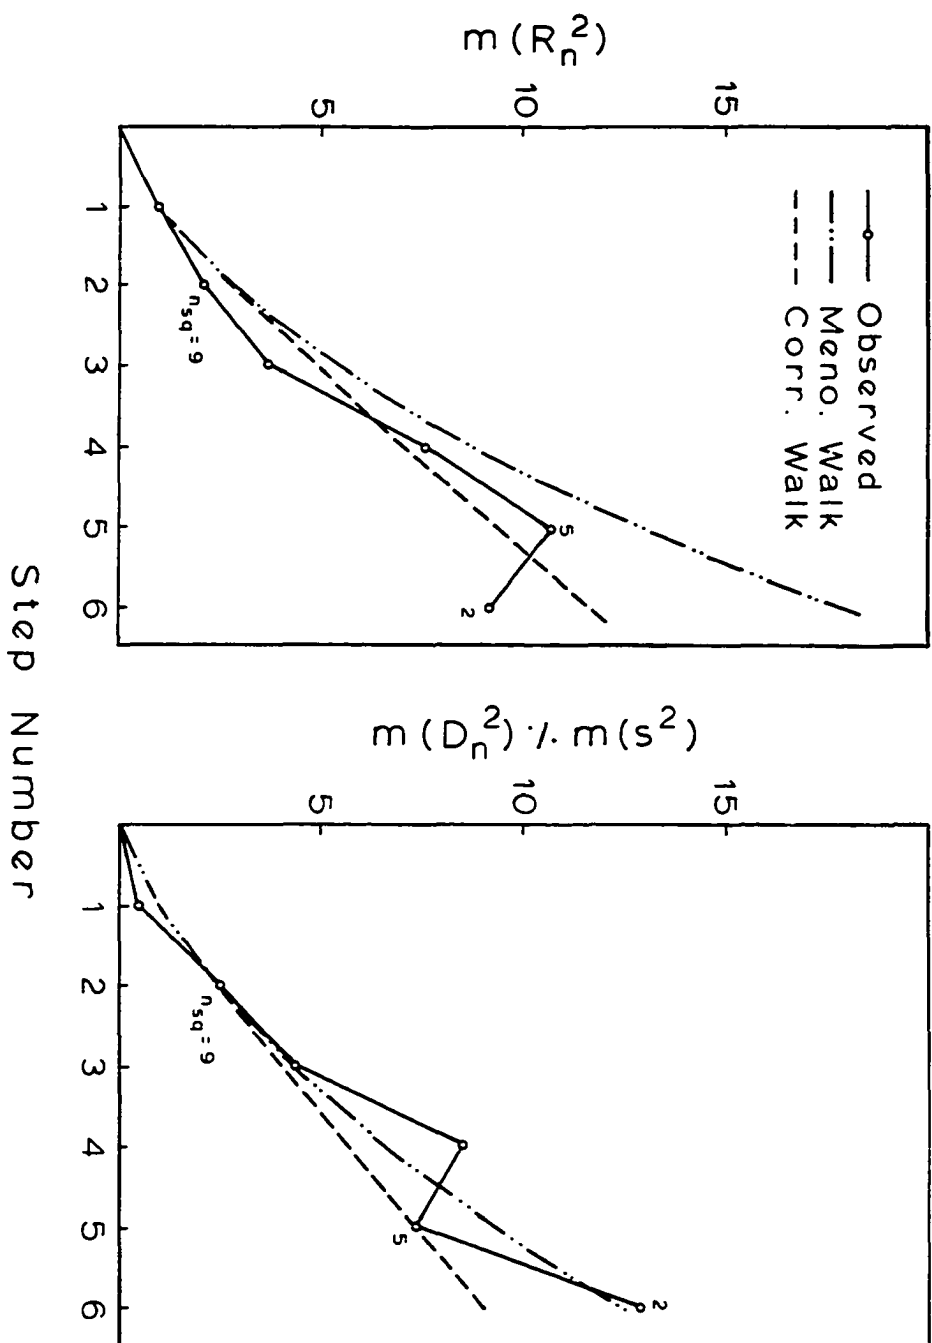 m (R_n^2)
5
10
15
Observed
Meno. Walk
Corr. Walk
n_sq = 9
5
2
1
2
3
4
5
6
m (D_n^2) ·/. m (s^2)
5
10
15
n_sq = 9
5
2
1
2
3
4
5
6
Step Number